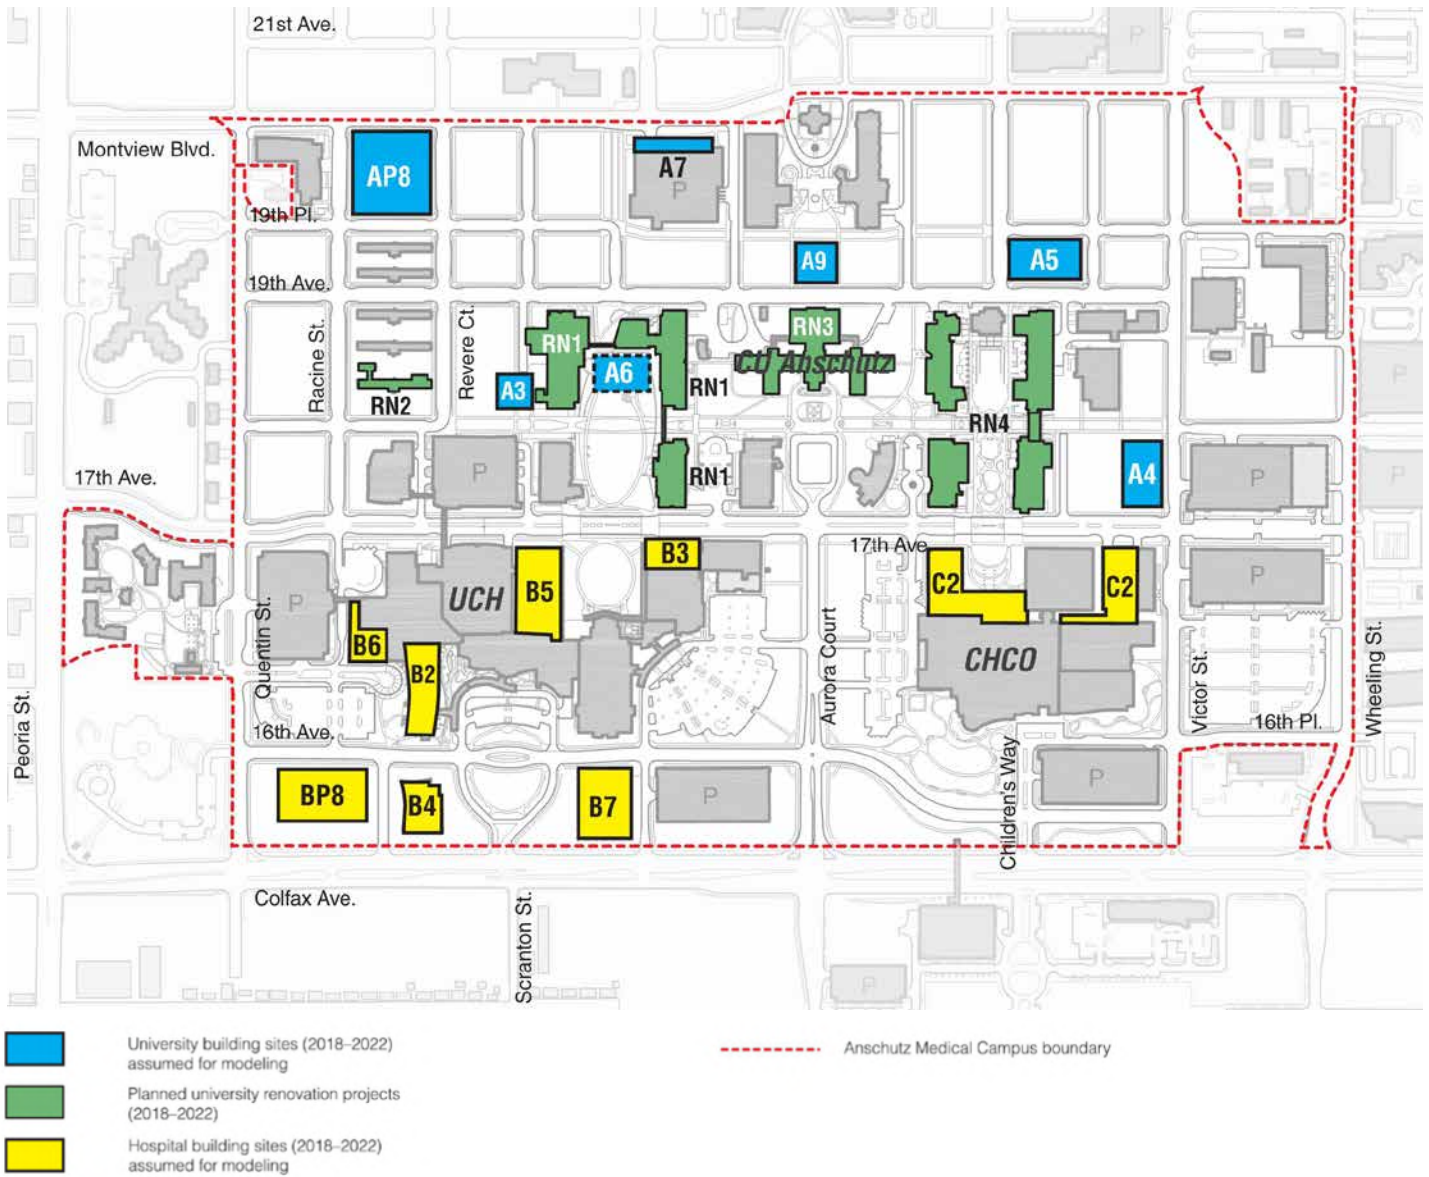 21st Ave.
P
Montview Blvd.
AP8
A7
P
19th Pl.
A9
A5
19th Ave.
Racine St.
Revere Ct.
RN1
RN3
CU Anschutz
A6
A3
RN1
RN2
RN4
17th Ave.
P
RN1
A4
P
P
17th Ave.
B3
P
UCH
B5
C2
C2
P
B6
B2
CHCO
Quentin St.
Aurora Court
Victor St.
Wheeling St.
Peoria St.
16th Ave.
16th Pl.
BP8
B4
B7
P
P
Children's Way
Colfax Ave.
Scranton St.
P
University building sites (2018–2022)
assumed for modeling
Anschutz Medical Campus boundary
Planned university renovation projects
(2018–2022)
Hospital building sites (2018–2022)
assumed for modeling